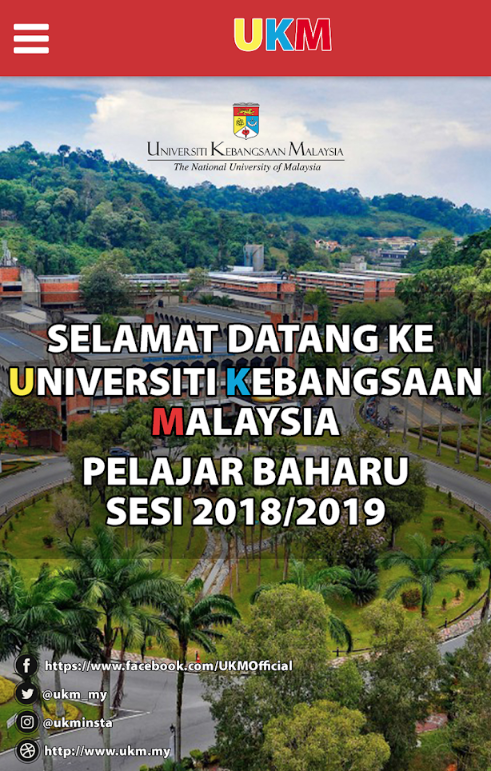 UKM
UNIVERSITI KEBANGSAAN MALAYSIA
The National University of Malaysia
SELAMAT DATANG KE
UNIVERSITI KEBANGSAAN
MALAYSIA
PELAJAR BAHARU
SESI 2018/2019
https://www.facebook.com/UKMOfficial
@ukm_my
@ukminsta
http://www.ukm.my